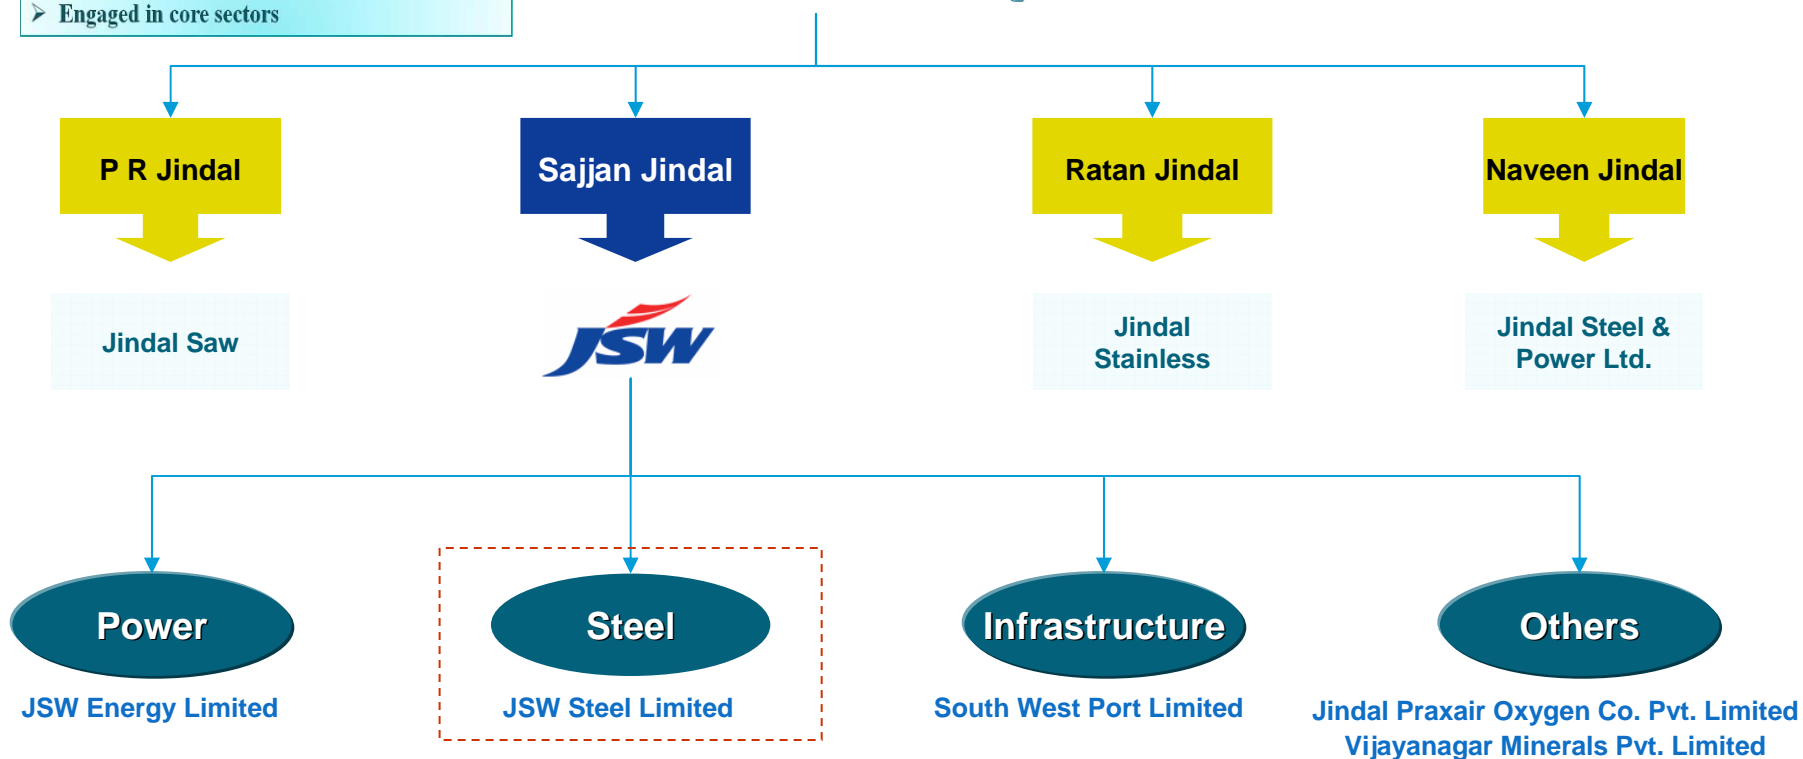 ➢ Engaged in core sectors
P R Jindal
Sajjan Jindal
Ratan Jindal
Naveen Jindal
Jindal Saw
JSW
Jindal
Stainless
Jindal Steel &
Power Ltd.
Power
Steel
Infrastructure
Others
JSW Energy Limited
JSW Steel Limited
South West Port Limited
Jindal Praxair Oxygen Co. Pvt. Limited
Vijayanagar Minerals Pvt. Limited